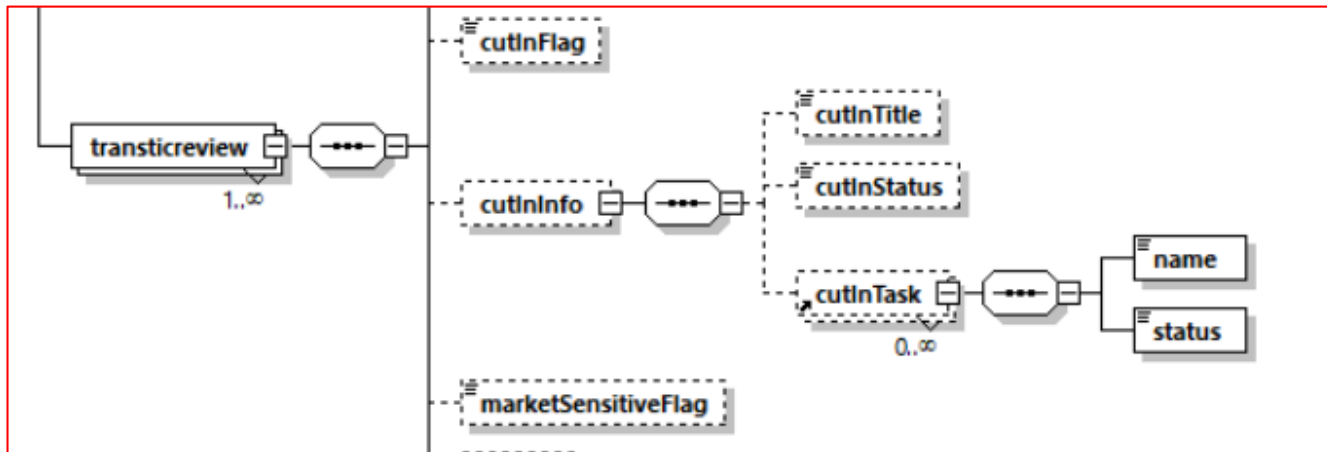 cutInFlag
cutInTitle
transticreview
1..∞
cutInStatus
cutInInfo
name
cutInTask
0..∞
status
marketSensitiveFlag